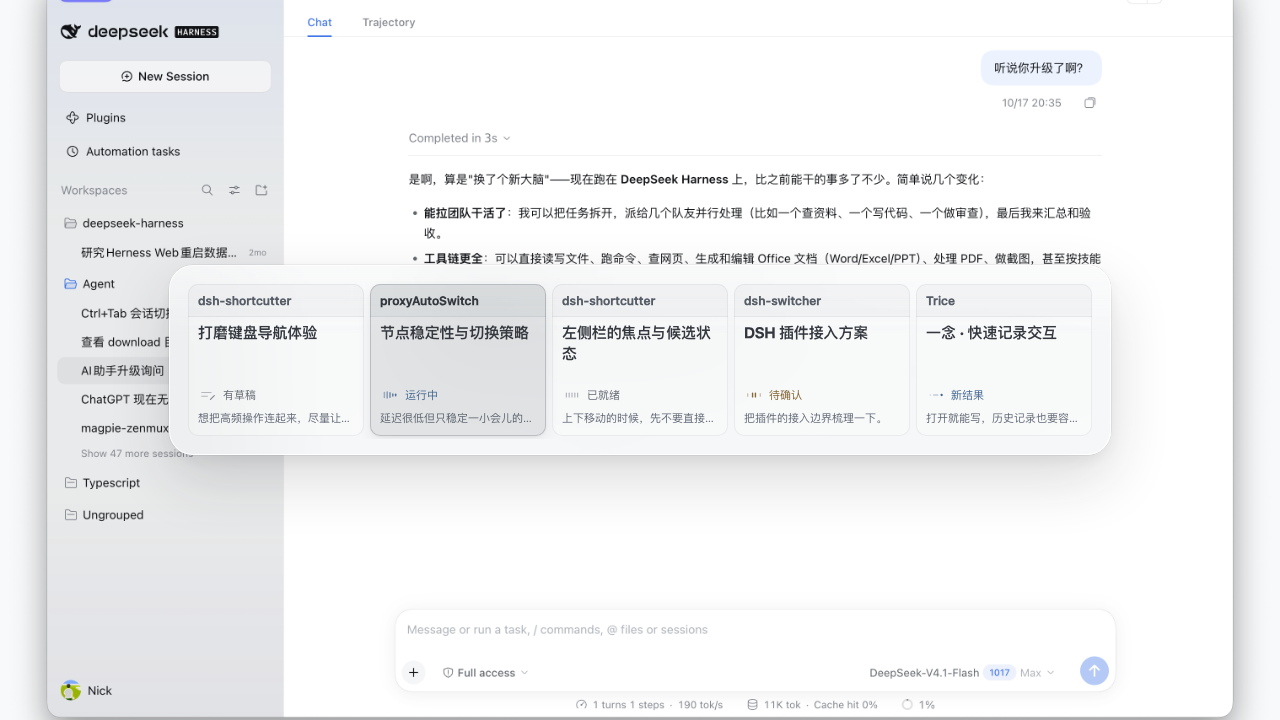 deepseek HARNESS
New Session
Plugins
Automation tasks
Workspaces
deepseek-harness
研究Herness Web重启数据... 2mo
Agent
Ctrl+Tab 会话切
查看 download
AI助手升级询问
ChatGPT 现在无
magpie-zenmux
Show 47 more sessions
Typescript
Ungrouped
Nick
Chat Trajectory
听说你升级了啊?
10/17 20:35
Completed in 3s
是啊，算是"换了个新大脑"——现在跑在 DeepSeek Harness 上，比之前能干的事多了不少。简单说几个变化：
• 能拉团队干活了：我可以把任务拆开，派给几个队友并行处理（比如一个查资料、一个写代码、一个做审查），最后我来汇总和验
收。
• 工具链更全：可以直接读写文件、跑命令、查网页、生成和编辑 Office 文档（Word/Excel/PPT）、处理 PDF、做截图，甚至按技能
dsh-shortcutter
打磨键盘导航体验
有草稿
想把高频操作连起来，尽量让...
proxyAutoSwitch
节点稳定性与切换策略
运行中
延迟很低但只稳定一小会儿的...
dsh-shortcutter
左侧栏的焦点与候选状
态
已就绪
上下移动的时候，先不要直接...
dsh-switcher
DSH 插件接入方案
待确认
把插件的接入边界梳理一下。
Trice
一念 · 快速记录交互
新结果
打开就能写，历史记录也要容...
Message or run a task, / commands, @ files or sessions
Full access
DeepSeek-V4.1-Flash 1017 Max
1 turns 1 steps · 190 tok/s 11K tok · Cache hit 0% 1%